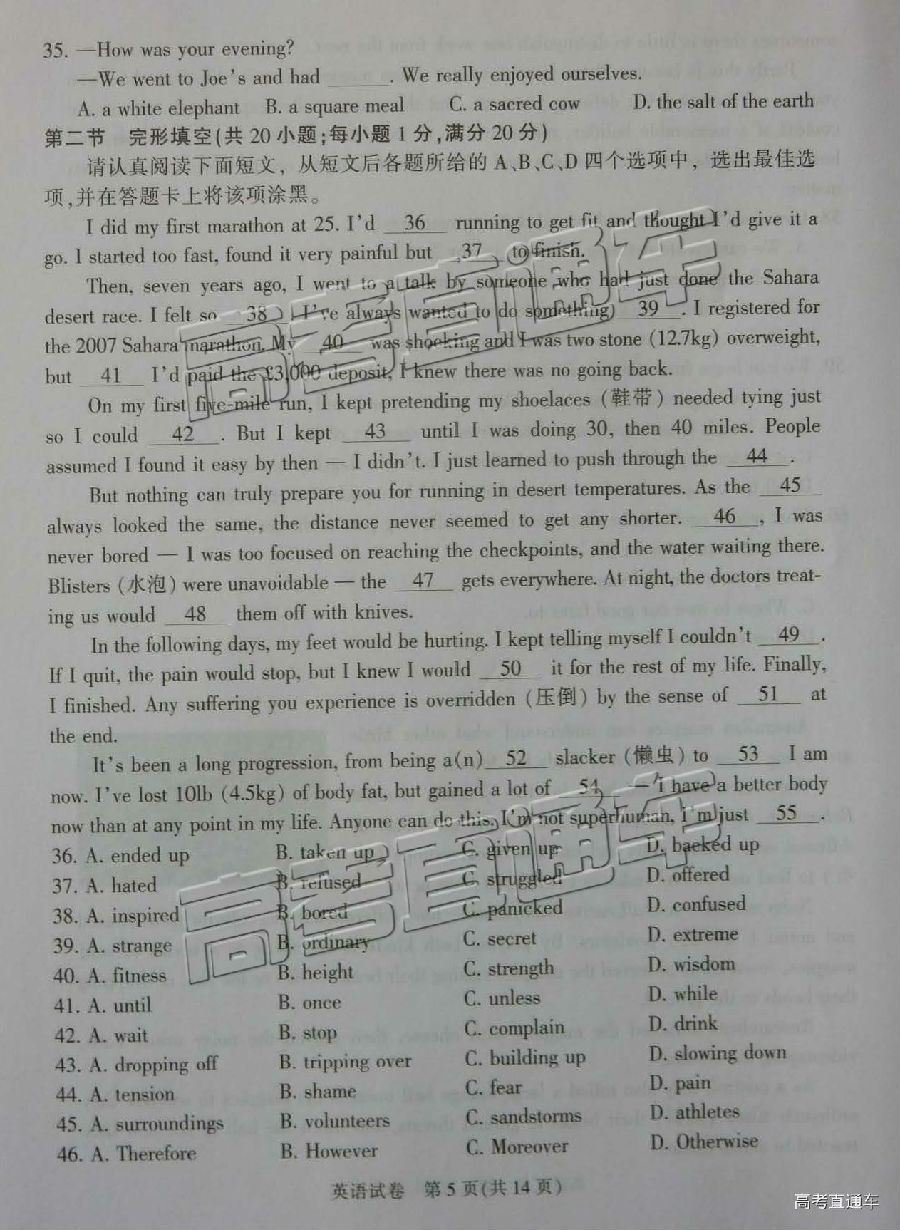 35. —How was your evening?
—We went to Joe's and had ______. We really enjoyed ourselves.
A. a white elephant B. a square meal C. a sacred cow D. the salt of the earth
第二节 完形填空(共20小题;每小题1分,满分20分)
请认真阅读下面短文，从短文后各题所给的A、B、C、D四个选项中，选出最佳选
项,并在答题卡上将该项涂黑。
I did my first marathon at 25. I'd 36 running to get fit and thought I'd give it a
go. I started too fast, found it very painful but 37 to finish.
Then, seven years ago, I went to a talk by someone who had just done the Sahara
desert race. I felt so 38 . I've always wanted to do something 39 . I registered for
the 2007 Sahara marathon. My 40 was shocking and I was two stone (12.7kg) overweight,
but 41 I'd paid the £3,000 deposit, I knew there was no going back.
On my first five-mile run, I kept pretending my shoelaces (鞋带) needed tying just
so I could 42 . But I kept 43 until I was doing 30, then 40 miles. People
assumed I found it easy by then — I didn't. I just learned to push through the 44 .
But nothing can truly prepare you for running in desert temperatures. As the 45
always looked the same, the distance never seemed to get any shorter. 46 , I was
never bored — I was too focused on reaching the checkpoints, and the water waiting there.
Blisters (水泡) were unavoidable — the 47 gets everywhere. At night, the doctors treat-
ing us would 48 them off with knives.
In the following days, my feet would be hurting. I kept telling myself I couldn't 49 .
If I quit, the pain would stop, but I knew I would 50 it for the rest of my life. Finally,
I finished. Any suffering you experience is overridden (压倒) by the sense of 51 at
the end.
It's been a long progression, from being a(n) 52 slacker (懒虫) to 53 I am
now. I've lost 10lb (4.5kg) of body fat, but gained a lot of 54 — I have a better body
now than at any point in my life. Anyone can do this. I'm not superhuman, I'm just 55 .
36. A. ended up B. taken up C. given up D. backed up
37. A. hated B. refused C. struggled D. offered
38. A. inspired B. bored C. panicked D. confused
39. A. strange B. ordinary C. secret D. extreme
40. A. fitness B. height C. strength D. wisdom
41. A. until B. once C. unless D. while
42. A. wait B. stop C. complain D. drink
43. A. dropping off B. tripping over C. building up D. slowing down
44. A. tension B. shame C. fear D. pain
45. A. surroundings B. volunteers C. sandstorms D. athletes
46. A. Therefore B. However C. Moreover D. Otherwise
英语试卷 第5页(共14页)
高考直通车
高考直通车
高考直通车